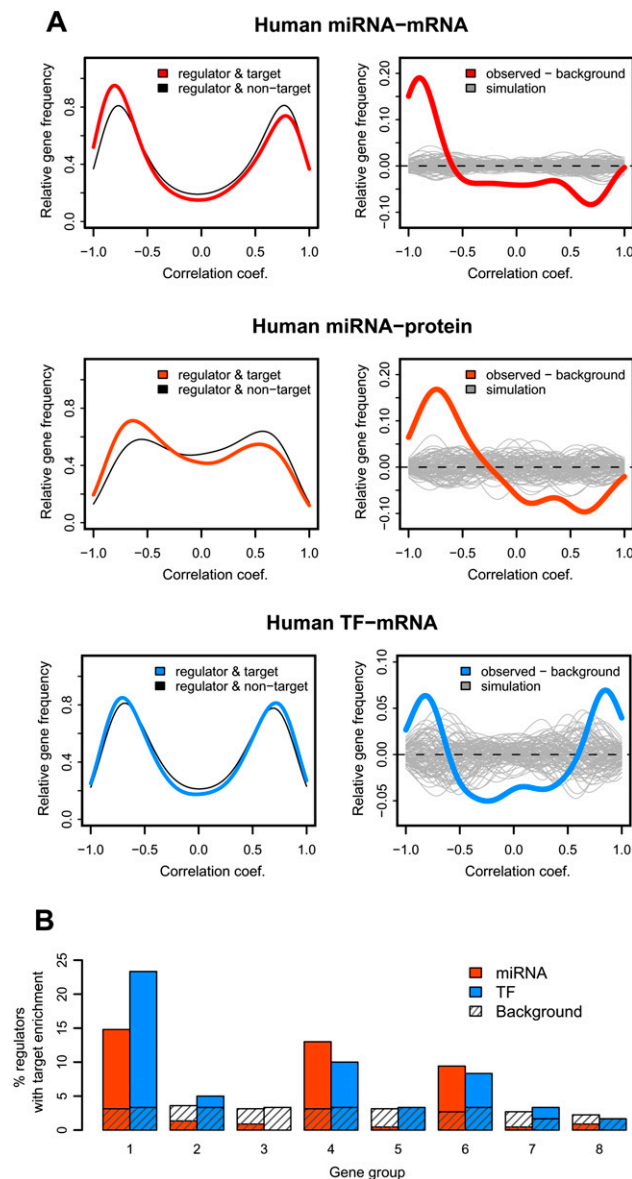 A
Human miRNA−mRNA
regulator & target
regulator & non−target
Relative gene frequency
0.0 0.4 0.8
−1.0 −0.5 0.0 0.5 1.0
Correlation coef.
observed − background
simulation
Relative gene frequency
−0.10 0.00 0.10 0.20
−1.0 −0.5 0.0 0.5 1.0
Correlation coef.
Human miRNA−protein
regulator & target
regulator & non−target
Relative gene frequency
0.0 0.4 0.8
−1.0 −0.5 0.0 0.5 1.0
Correlation coef.
observed − background
simulation
Relative gene frequency
−0.10 0.00 0.10 0.20
−1.0 −0.5 0.0 0.5 1.0
Correlation coef.
Human TF−mRNA
regulator & target
regulator & non−target
Relative gene frequency
0.0 0.4 0.8
−1.0 −0.5 0.0 0.5 1.0
Correlation coef.
observed − background
simulation
Relative gene frequency
−0.05 0.00 0.05 0.10
−1.0 −0.5 0.0 0.5 1.0
Correlation coef.
B
% regulators
with target enrichment
0 5 10 15 20 25
miRNA
TF
Background
1 2 3 4 5 6 7 8
Gene group